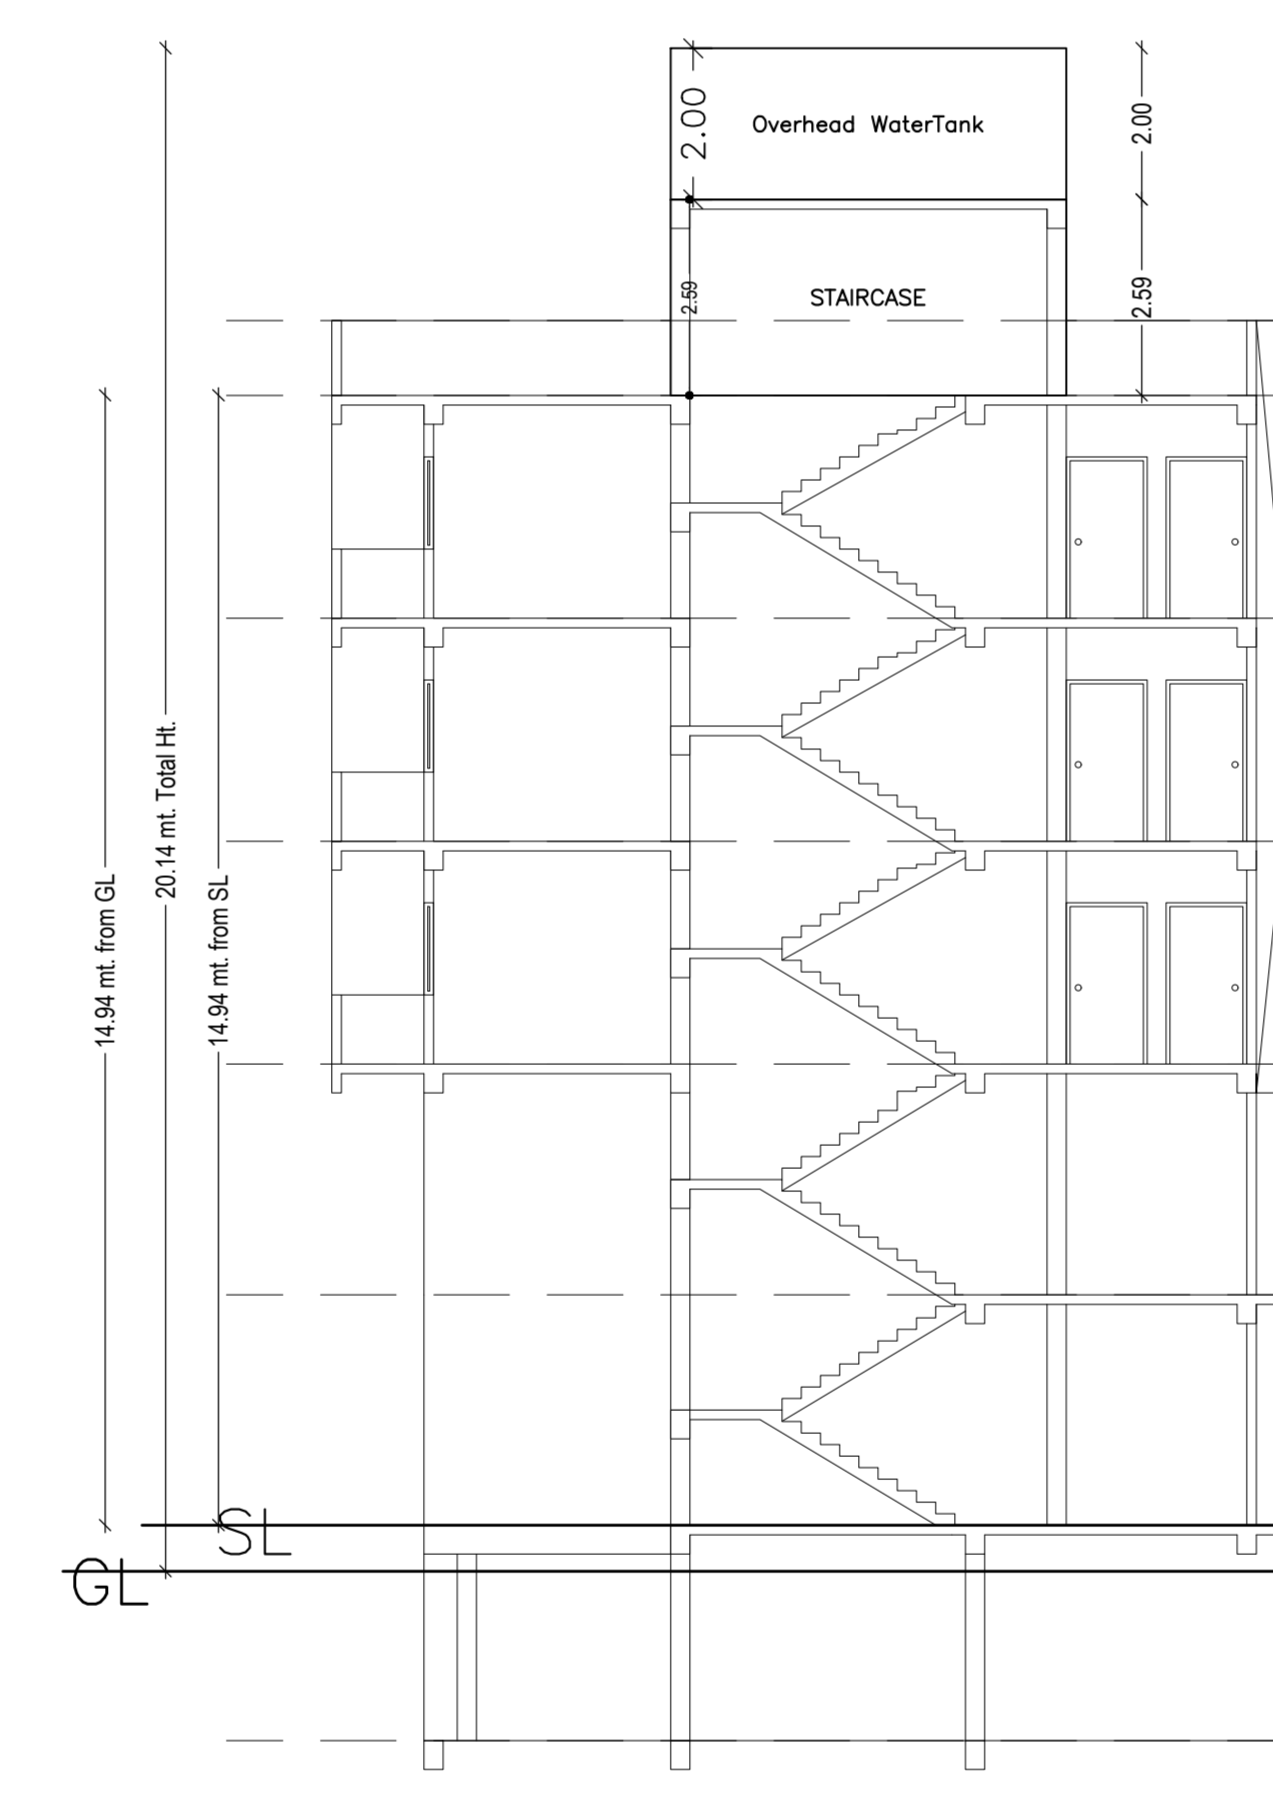 2.00
Overhead WaterTank
2.00
2.59
STAIRCASE
2.59
14.94 mt. from GL
20.14 mt. Total Ht.
14.94 mt. from SL
SL
GL